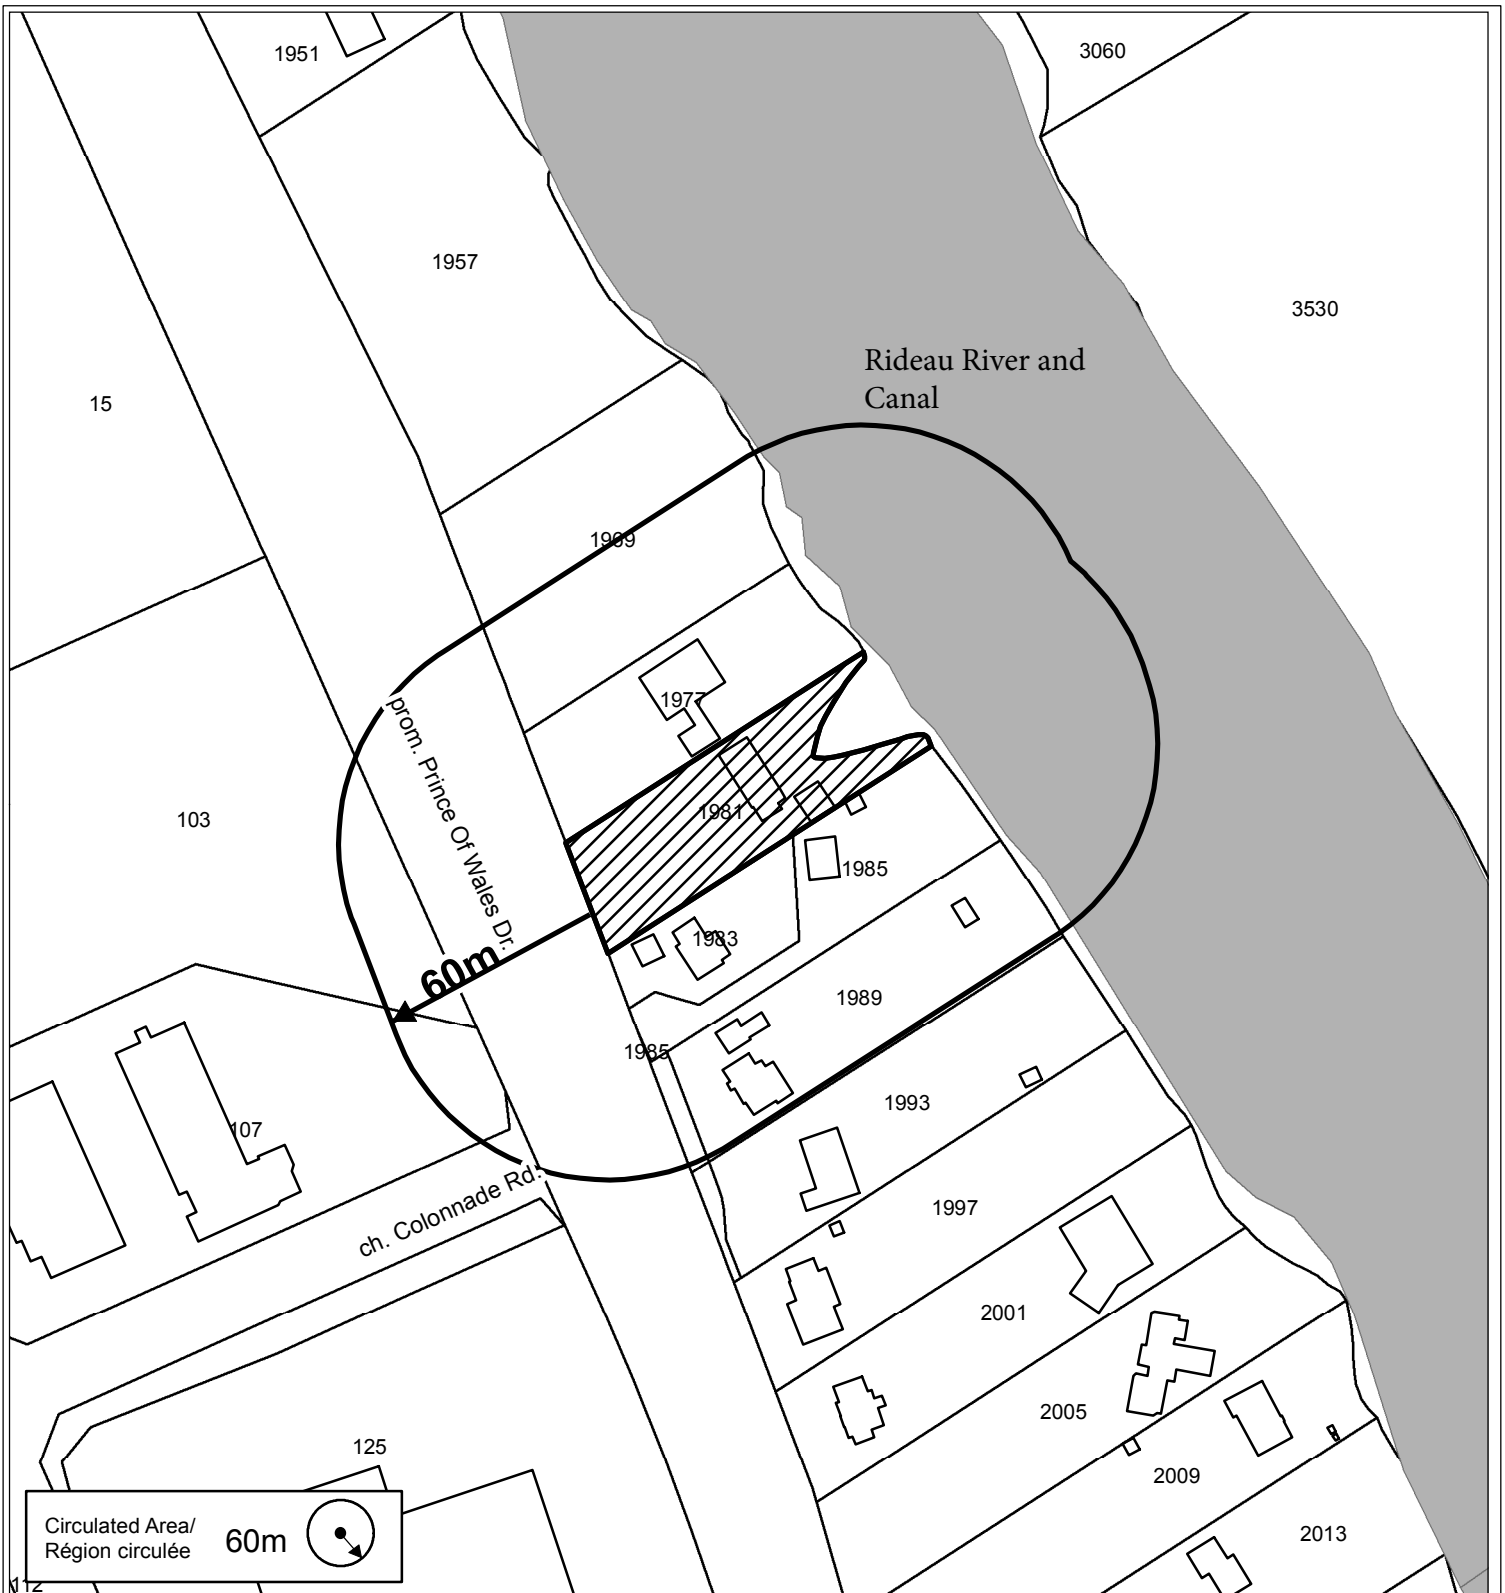 1951
3060
1957
3530
Rideau River and
Canal
15
1969
1977
prom. Prince Of Wales Dr.
1981
103
1985
1983
60m
1989
1985
1993
107
ch. Colonnade Rd.
1997
2001
2005
125
2009
Circulated Area/
Région circulée
60m
2013
112